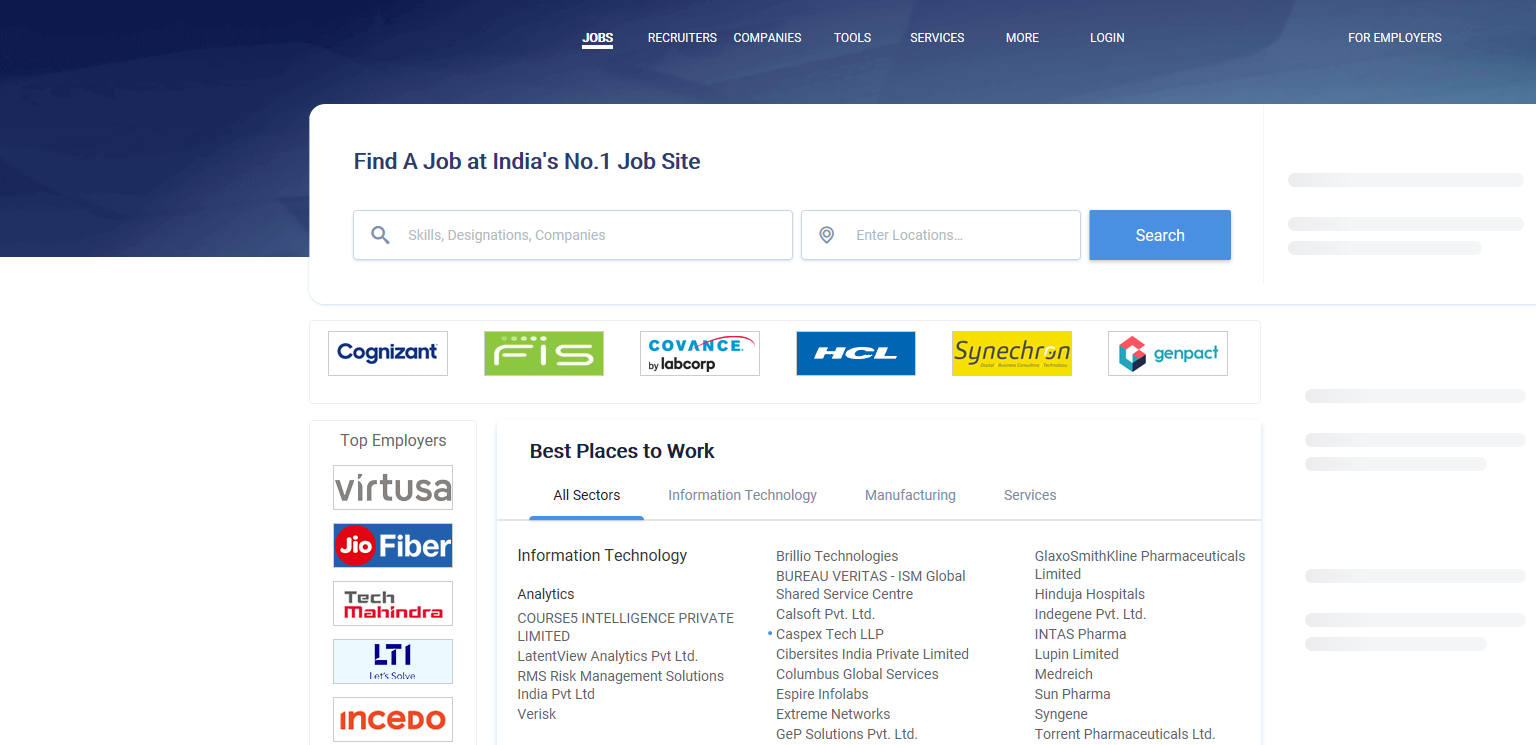 JOBS RECRUITERS COMPANIES TOOLS SERVICES MORE LOGIN FOR EMPLOYERS
Find A Job at India's No.1 Job Site
Skills, Designations, Companies
Enter Locations...
Search
Cognizant
FIS
COVANCE.
by labcorp
HCL
Synechron
Digital Business Consulting Technology
genpact
Top Employers
virtusa
Jio Fiber
Tech
Mahindra
LTI
Let's Solve
INCEDO
Best Places to Work
All Sectors Information Technology Manufacturing Services
Information Technology
Analytics
COURSE5 INTELLIGENCE PRIVATE
LIMITED
LatentView Analytics Pvt Ltd.
RMS Risk Management Solutions
India Pvt Ltd
Verisk
Brillio Technologies
BUREAU VERITAS - ISM Global
Shared Service Centre
Calsoft Pvt. Ltd.
Caspex Tech LLP
Cibersites India Private Limited
Columbus Global Services
Espire Infolabs
Extreme Networks
GeP Solutions Pvt. Ltd.
GlaxoSmithKline Pharmaceuticals
Limited
Hinduja Hospitals
Indegene Pvt. Ltd.
INTAS Pharma
Lupin Limited
Medreich
Sun Pharma
Syngene
Torrent Pharmaceuticals Ltd.